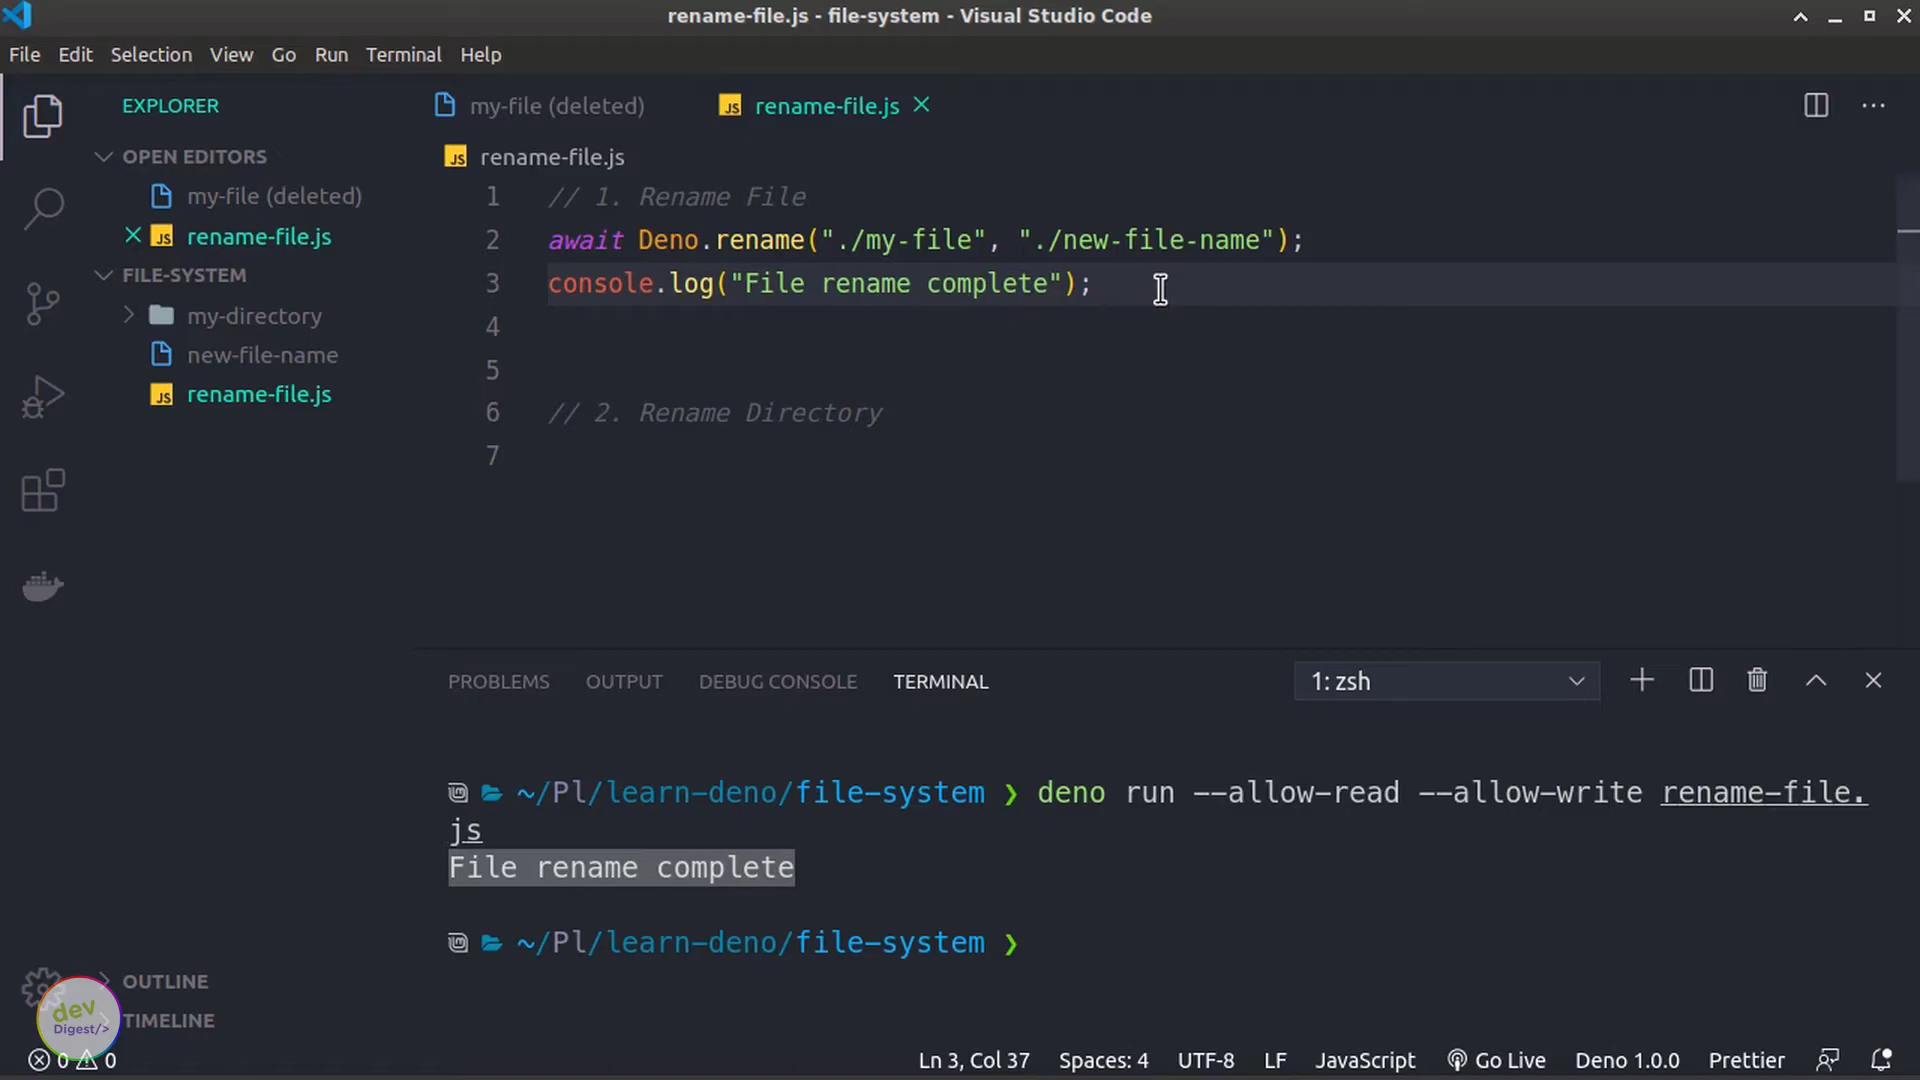 rename-file.js - file-system - Visual Studio Code
File Edit Selection View Go Run Terminal Help
EXPLORER
OPEN EDITORS
my-file (deleted)
rename-file.js
FILE-SYSTEM
my-directory
new-file-name
JS rename-file.js
OUTLINE
TIMELINE
my-file (deleted)
JS rename-file.js
JS rename-file.js
1 // 1. Rename File
2 await Deno.rename("./my-file", "./new-file-name");
3 console.log("File rename complete");
4
5
6 // 2. Rename Directory
7
PROBLEMS OUTPUT DEBUG CONSOLE TERMINAL 1: zsh
~/Pl/learn-deno/file-system ❯ deno run --allow-read --allow-write rename-file.
js
File rename complete
~/Pl/learn-deno/file-system ❯
dev
Digest/>
0 0 Ln 3, Col 37 Spaces: 4 UTF-8 LF JavaScript Go Live Deno 1.0.0 Prettier